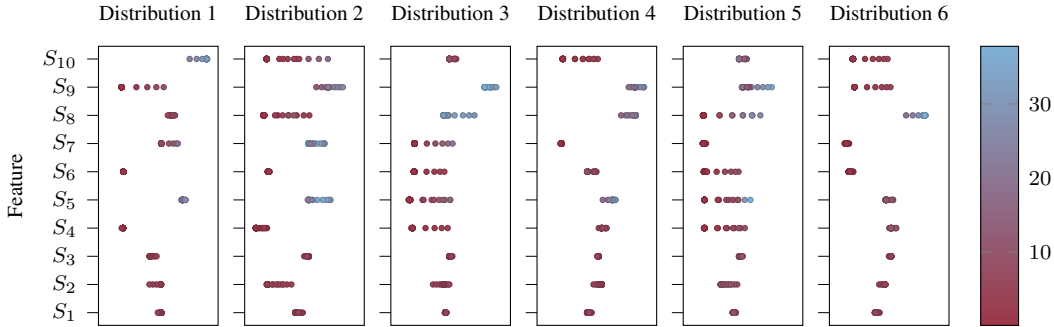 Distribution 1 Distribution 2 Distribution 3 Distribution 4 Distribution 5 Distribution 6
Feature
S10
S9
S8
S7
S6
S5
S4
S3
S2
S1
30
20
10